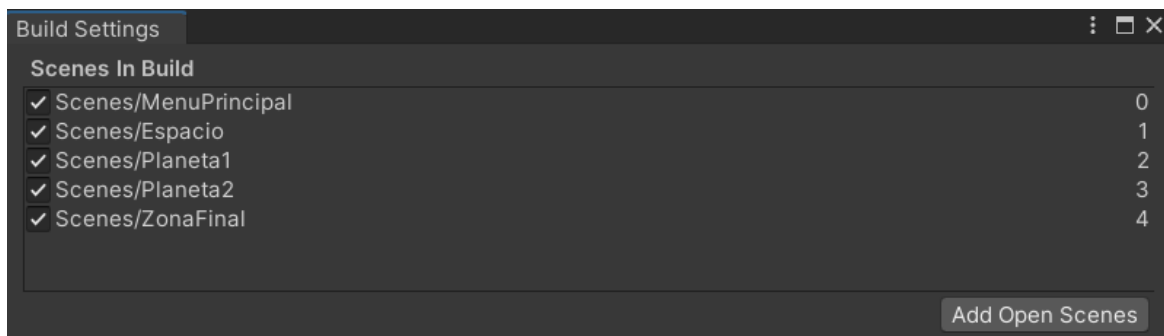 Build Settings
Scenes In Build
Scenes/MenuPrincipal 0
Scenes/Espacio 1
Scenes/Planeta1 2
Scenes/Planeta2 3
Scenes/ZonaFinal 4
Add Open Scenes